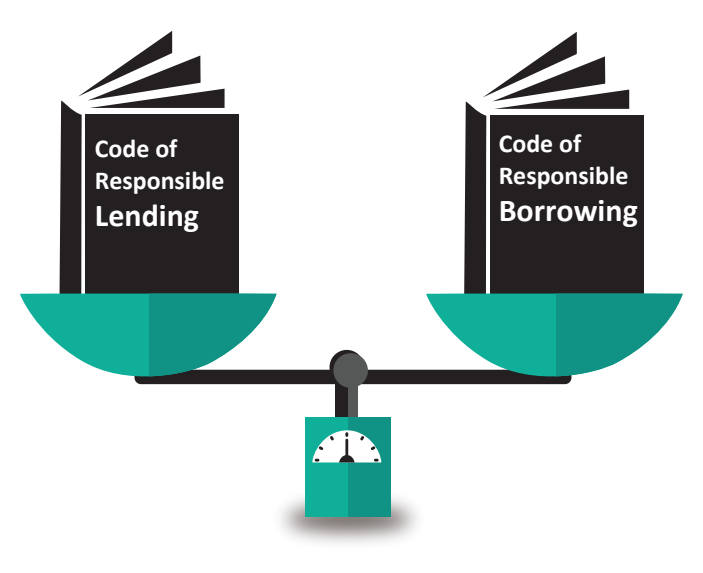 Code of
Responsible
Lending
Code of
Responsible
Borrowing